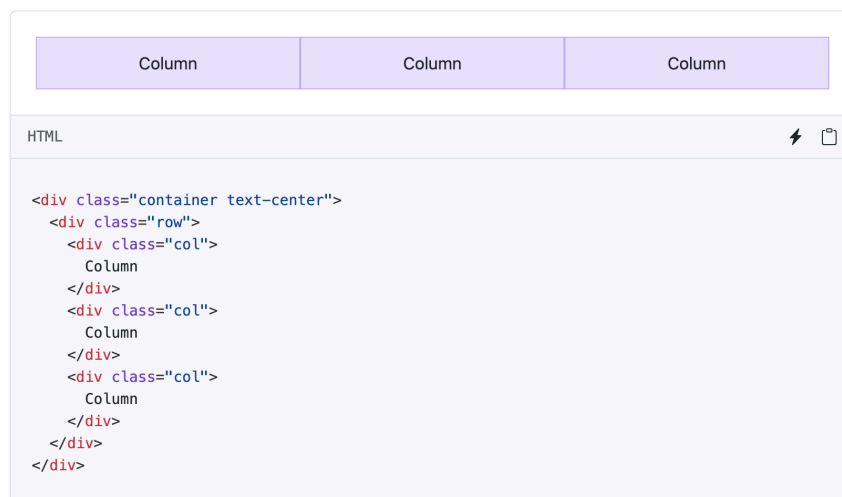 Column Column Column
HTML
<div class="container text-center">
  <div class="row">
    <div class="col">
      Column
    </div>
    <div class="col">
      Column
    </div>
    <div class="col">
      Column
    </div>
  </div>
</div>